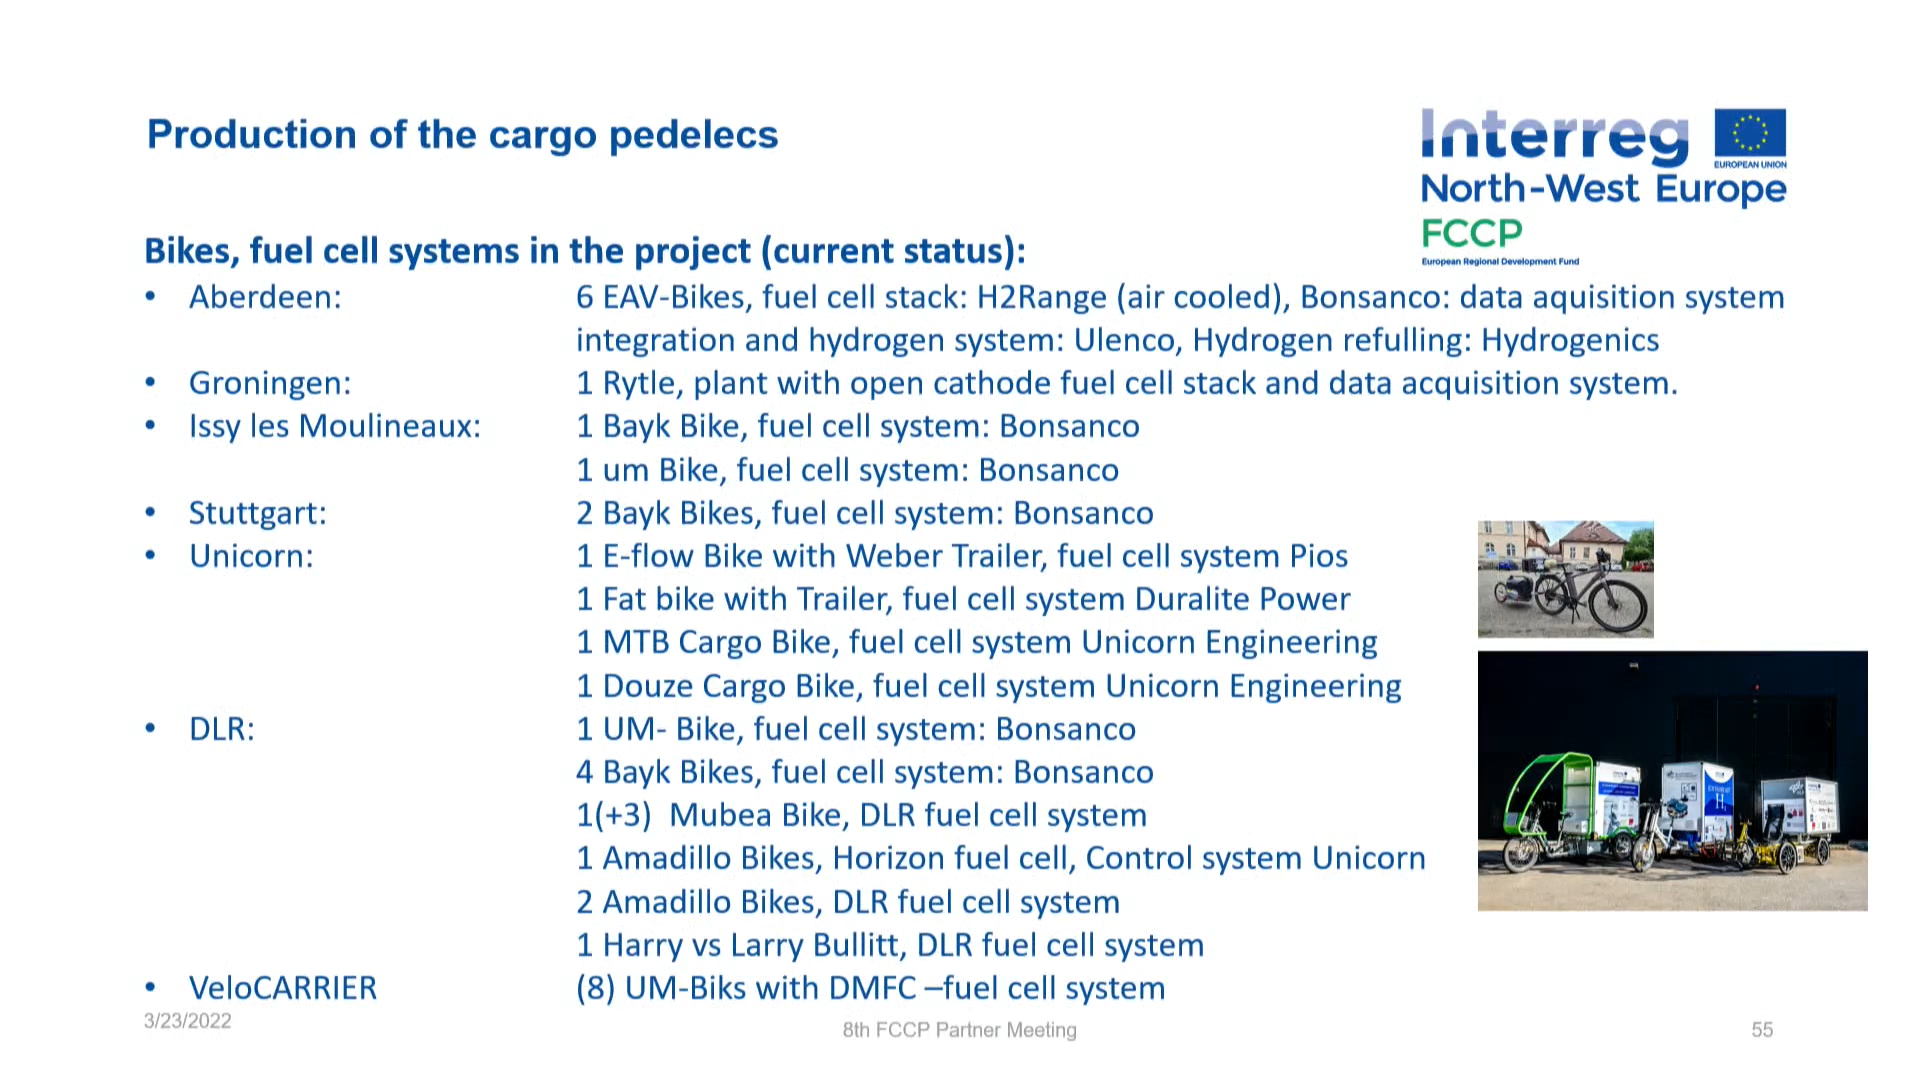 Production of the cargo pedelecs
Interreg
EUROPEAN UNION
North-West Europe
FCCP
European Regional Development Fund
Bikes, fuel cell systems in the project (current status):
• Aberdeen: 6 EAV-Bikes, fuel cell stack: H2Range (air cooled), Bonsanco: data aquisition system
integration and hydrogen system: Ulenco, Hydrogen refulling: Hydrogenics
• Groningen: 1 Rytle, plant with open cathode fuel cell stack and data acquisition system.
• Issy les Moulineaux: 1 Bayk Bike, fuel cell system: Bonsanco
1 um Bike, fuel cell system: Bonsanco
• Stuttgart: 2 Bayk Bikes, fuel cell system: Bonsanco
• Unicorn: 1 E-flow Bike with Weber Trailer, fuel cell system Pios
1 Fat bike with Trailer, fuel cell system Duralite Power
1 MTB Cargo Bike, fuel cell system Unicorn Engineering
1 Douze Cargo Bike, fuel cell system Unicorn Engineering
• DLR: 1 UM- Bike, fuel cell system: Bonsanco
4 Bayk Bikes, fuel cell system: Bonsanco
1(+3) Mubea Bike, DLR fuel cell system
1 Amadillo Bikes, Horizon fuel cell, Control system Unicorn
2 Amadillo Bikes, DLR fuel cell system
1 Harry vs Larry Bullitt, DLR fuel cell system
• VeloCARRIER (8) UM-Biks with DMFC –fuel cell system
3/23/2022
8th FCCP Partner Meeting
55